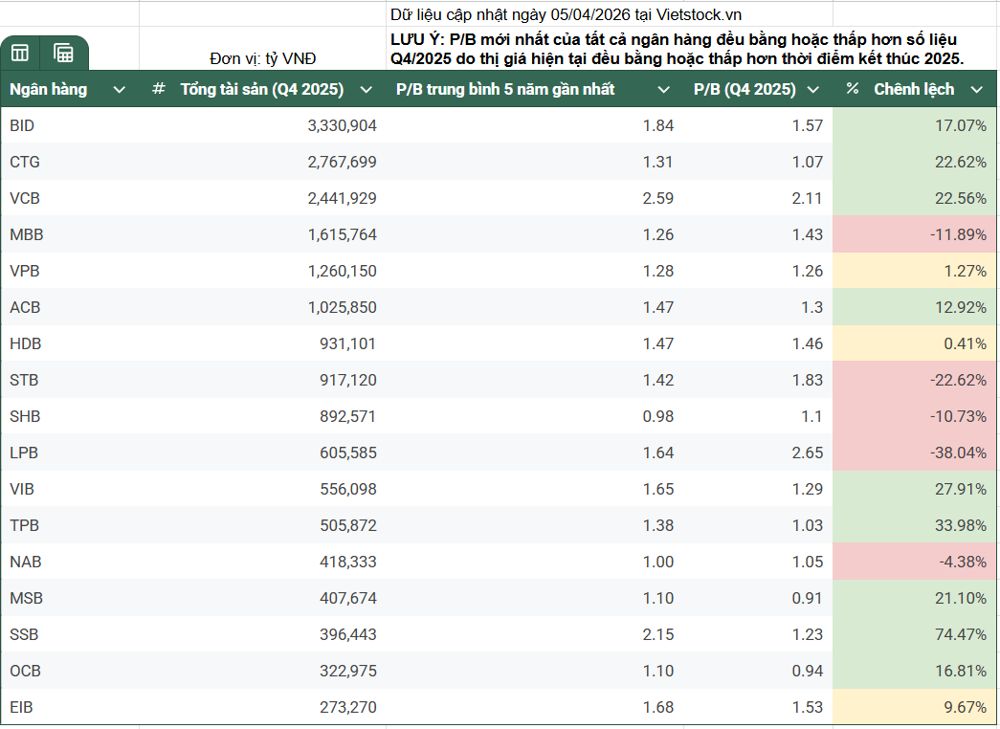 Dữ liệu cập nhật ngày 05/04/2026 tại Vietstock.vn
LƯU Ý: P/B mới nhất của tất cả ngân hàng đều bằng hoặc thấp hơn số liệu
Đơn vị: tỷ VNĐ Q4/2025 do thị giá hiện tại đều bằng hoặc thấp hơn thời điểm kết thúc 2025.
Ngân hàng # Tổng tài sản (Q4 2025) P/B trung bình 5 năm gần nhất P/B (Q4 2025) % Chênh lệch
BID 3,330,904 1.84 1.57 17.07%
CTG 2,767,699 1.31 1.07 22.62%
VCB 2,441,929 2.59 2.11 22.56%
MBB 1,615,764 1.26 1.43 -11.89%
VPB 1,260,150 1.28 1.26 1.27%
ACB 1,025,850 1.47 1.3 12.92%
HDB 931,101 1.47 1.46 0.41%
STB 917,120 1.42 1.83 -22.62%
SHB 892,571 0.98 1.1 -10.73%
LPB 605,585 1.64 2.65 -38.04%
VIB 556,098 1.65 1.29 27.91%
TPB 505,872 1.38 1.03 33.98%
NAB 418,333 1.00 1.05 -4.38%
MSB 407,674 1.10 0.91 21.10%
SSB 396,443 2.15 1.23 74.47%
OCB 322,975 1.10 0.94 16.81%
EIB 273,270 1.68 1.53 9.67%